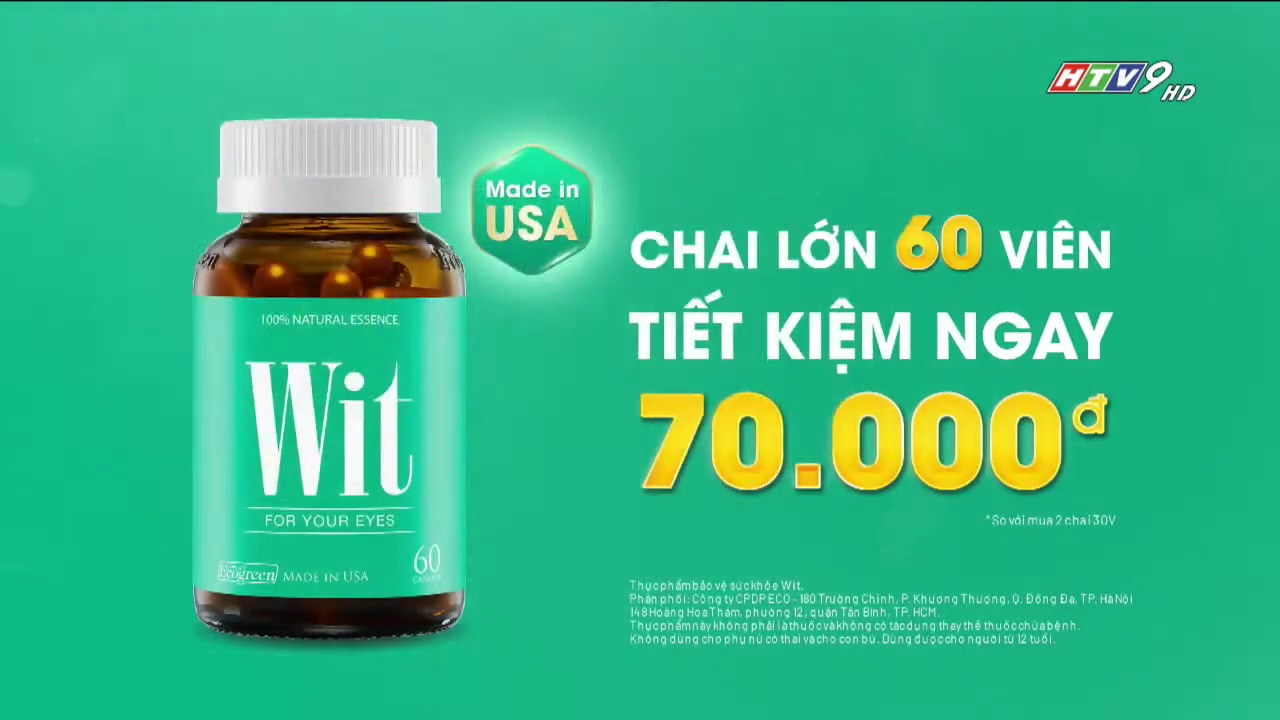 HTV9 HD
Made in
USA
CHAI LỚN 60 VIÊN
TIẾT KIỆM NGAY
70.000đ
*So với mua 2 chai 30V
100% NATURAL ESSENCE
Wit
FOR YOUR EYES
Ecogreen MADE IN USA
60
CAPSULES
Thực phẩm bảo vệ sức khỏe Wit.
Phân phối: Công ty CPDP ECO - 180 Trường Chinh, P. Khương Thượng, Q. Đống Đa, TP. Hà Nội
148 Hoàng Hoa Thám, phường 12, quận Tân Bình, TP. HCM.
Thực phẩm này không phải là thuốc và không có tác dụng thay thế thuốc chữa bệnh.
Không dùng cho phụ nữ có thai và cho con bú. Dùng được cho người từ 12 tuổi.